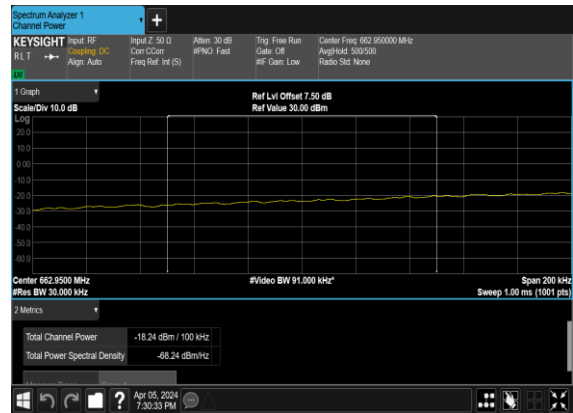 Spectrum Analyzer 1
Channel Power
+
KEYSIGHT Input: RF Input Z: 50 Ω Atten: 30 dB Trig: Free Run Center Freq: 662.950000 MHz
RLT Coupling: DC Corr CCorr #PNO: Fast Gate: Off Avg|Hold: 500/500
Align: Auto Freq Ref: Int (S) #IF Gain: Low Radio Std: None
1 Graph
Ref Lvl Offset 7.50 dB
Scale/Div 10.0 dB Ref Value 30.00 dBm
Log
20.0
10.0
0.00
-10.0
-20.0
-30.0
-40.0
-50.0
-60.0
Center 662.9500 MHz #Video BW 91.000 kHz* Span 200 kHz
#Res BW 30.000 kHz Sweep 1.00 ms (1001 pts)
2 Metrics
Total Channel Power -18.24 dBm / 100 kHz
Total Power Spectral Density -68.24 dBm/Hz
? Apr 05, 2024
7:30:33 PM